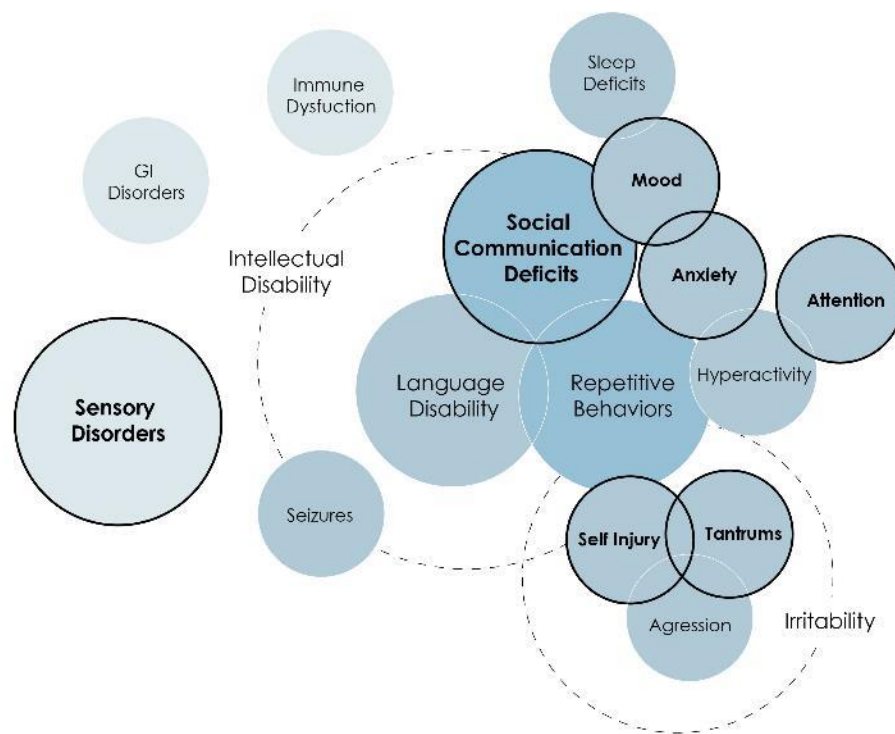 Sleep
Deficits
Immune
Dysfuction
GI
Disorders
Mood
Social
Communication
Deficits
Intellectual
Disability
Anxiety
Attention
Hyperactivity
Language
Disability
Repetitive
Behaviors
Sensory
Disorders
Seizures
Self Injury
Tantrums
Agression
Irritability